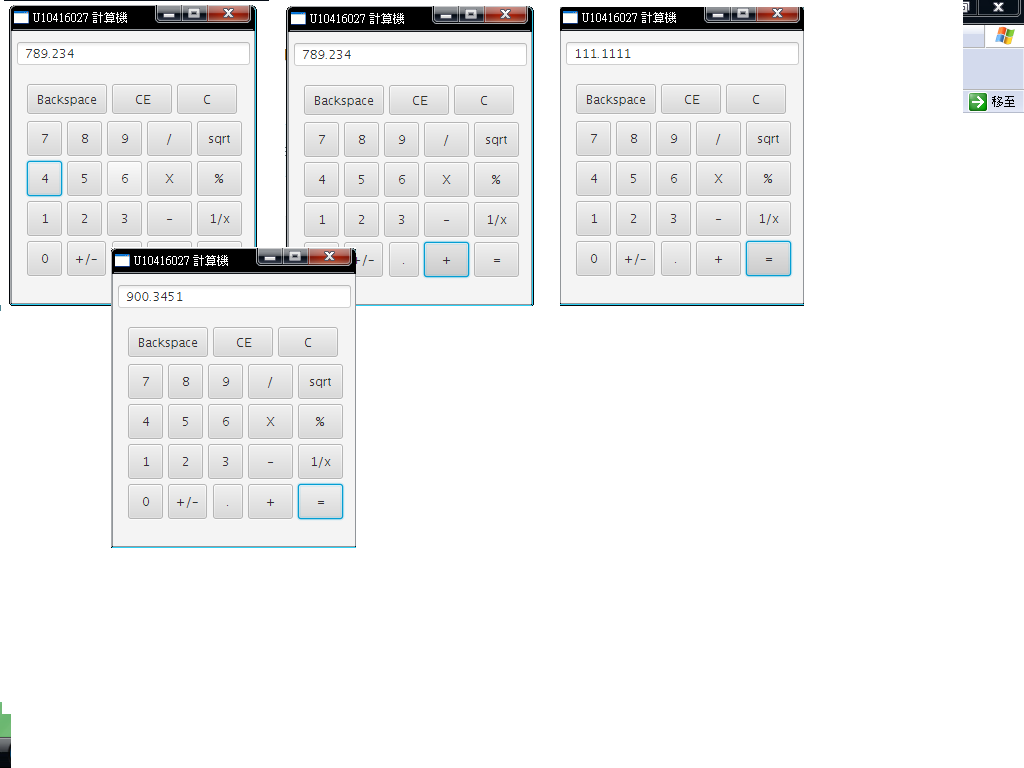 U10416027 計算機
789.234
Backspace CE C
7 8 9 / sqrt
4 5 6 X %
1 2 3 - 1/x
0 +/-
U10416027 計算機
789.234
Backspace CE C
7 8 9 / sqrt
4 5 6 X %
1 2 3 - 1/x
+/- . + =
U10416027 計算機
111.1111
Backspace CE C
7 8 9 / sqrt
4 5 6 X %
1 2 3 - 1/x
0 +/- . + =
移至
U10416027 計算機
900.3451
Backspace CE C
7 8 9 / sqrt
4 5 6 X %
1 2 3 - 1/x
0 +/- . + =